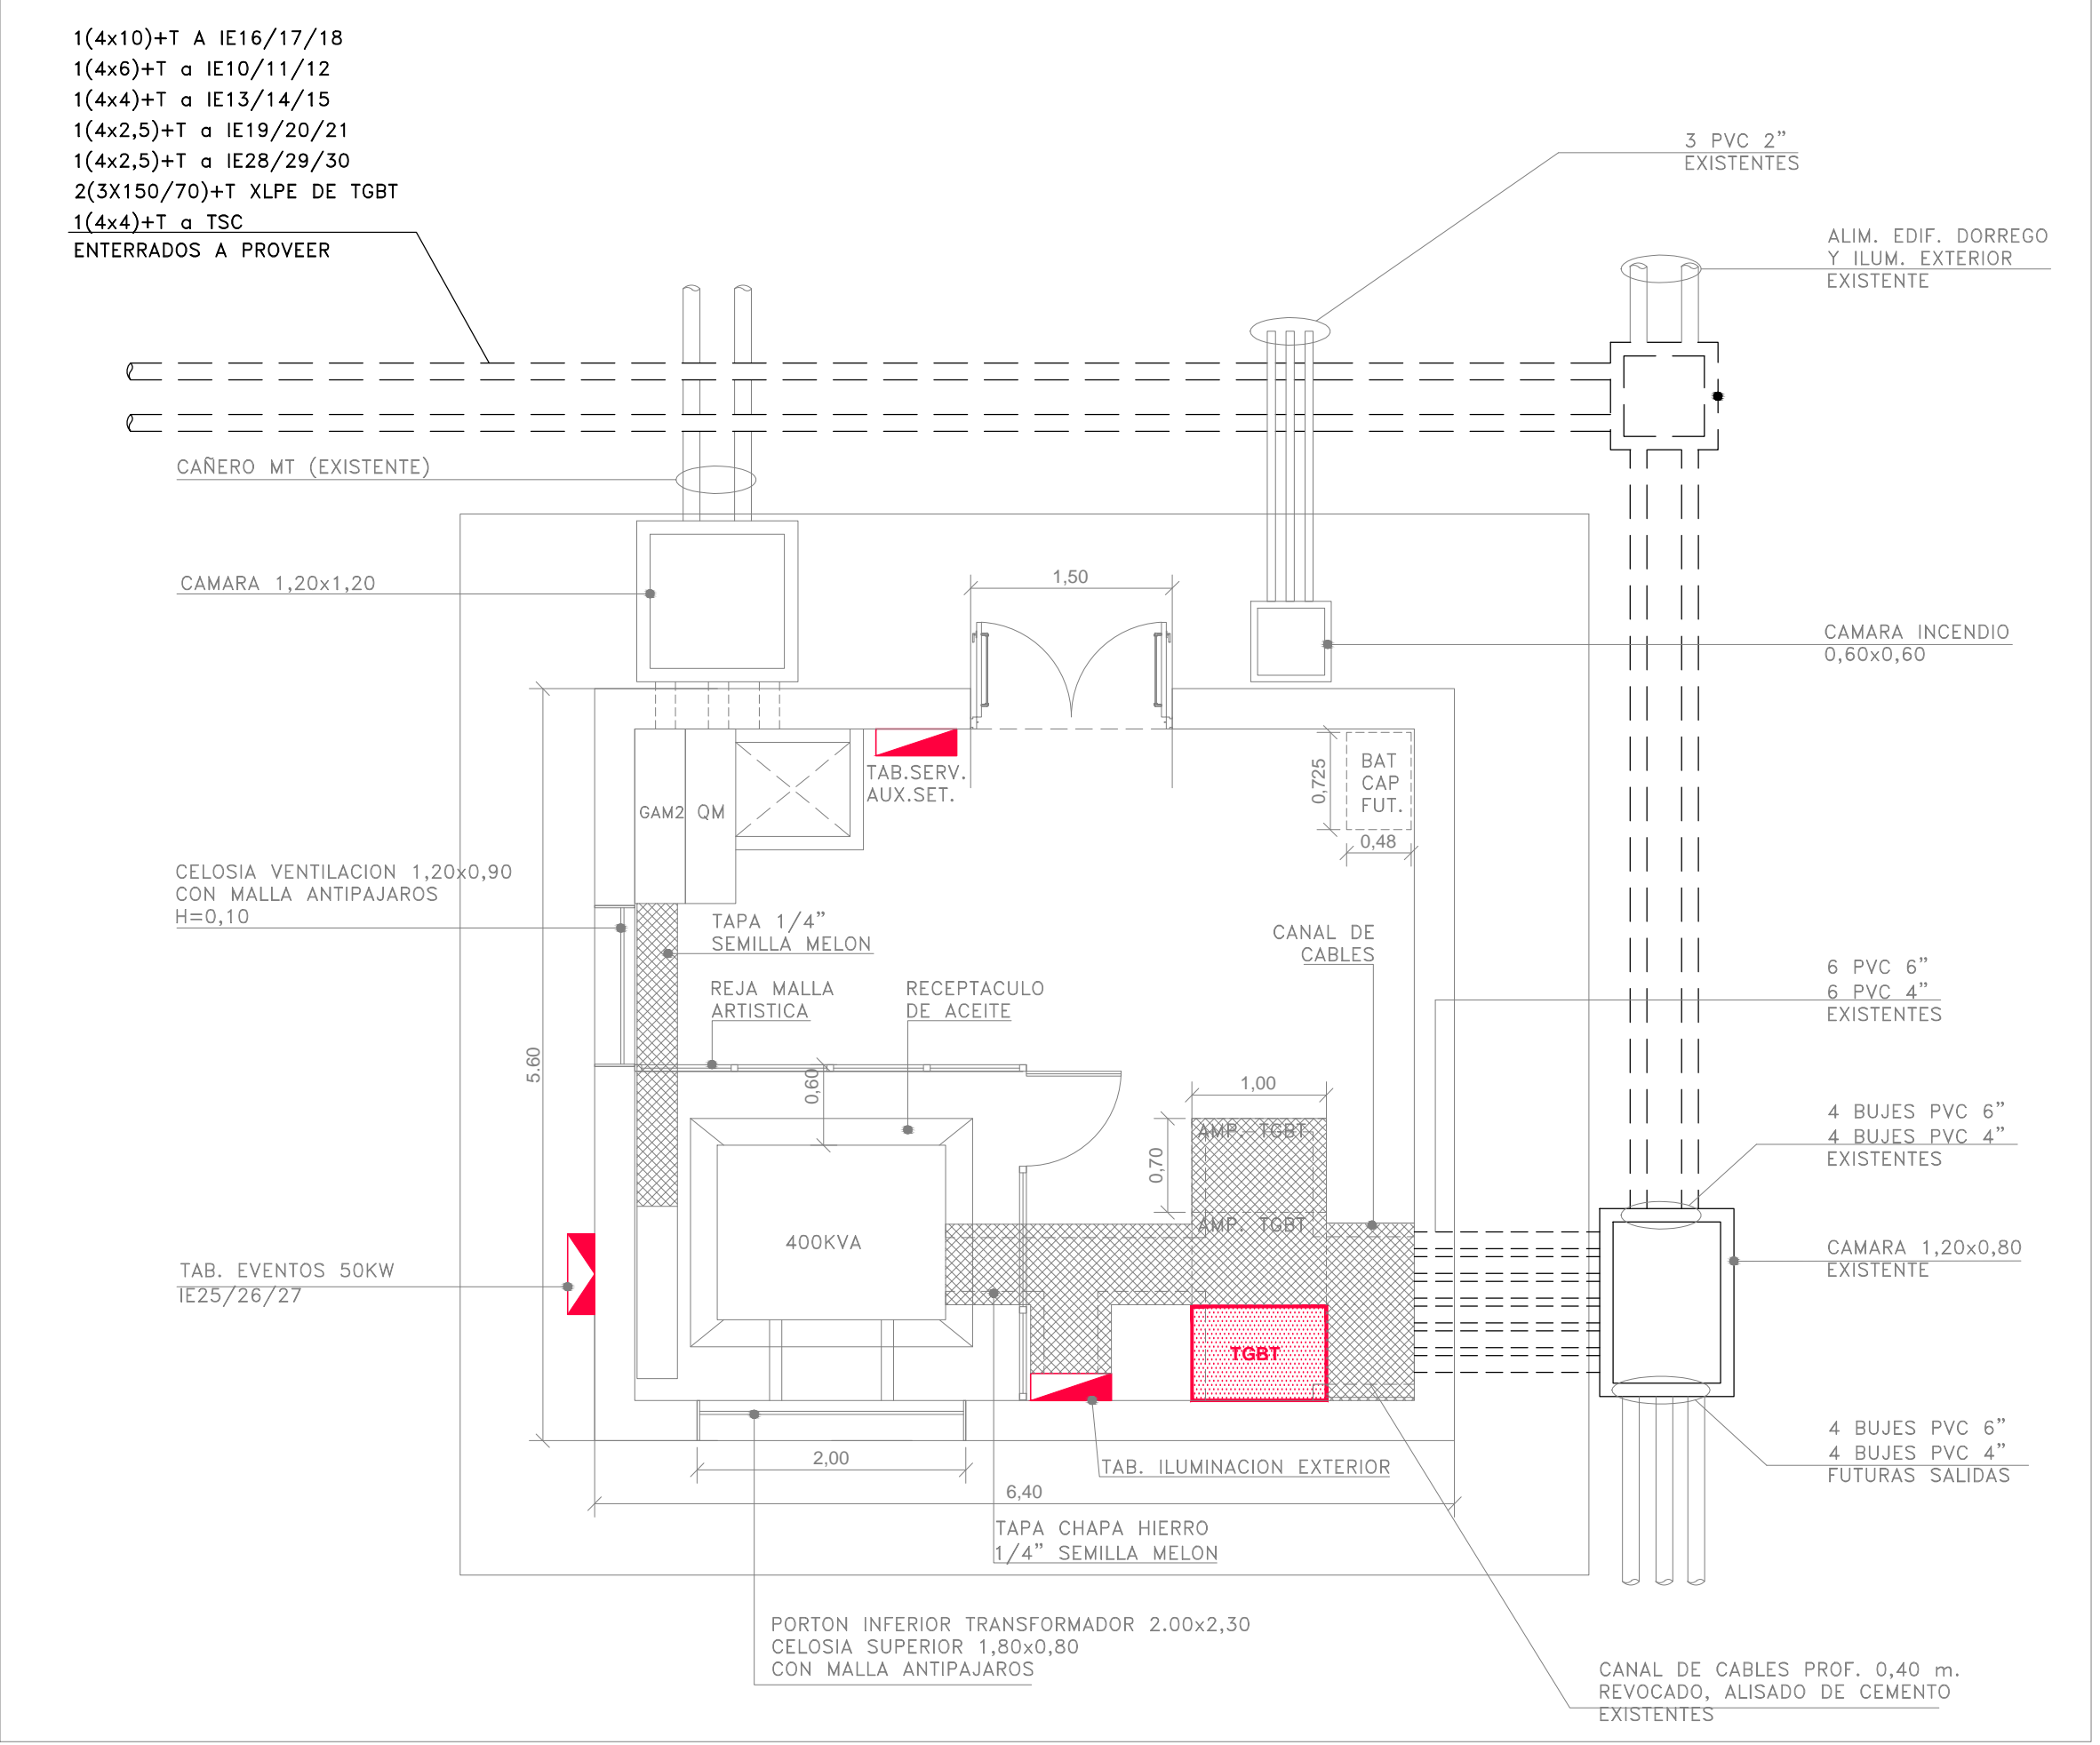 1(4x10)+T A IE16/17/18
1(4x6)+T a IE10/11/12
1(4x4)+T a IE13/14/15
1(4x2,5)+T a IE19/20/21
1(4x2,5)+T a IE28/29/30
2(3X150/70)+T XLPE DE TGBT
1(4x4)+T a TSC
ENTERRADOS A PROVEER
3 PVC 2”
EXISTENTES
ALIM. EDIF. DORREGO
Y ILUM. EXTERIOR
EXISTENTE
CAÑERO MT (EXISTENTE)
CAMARA 1,20x1,20
1,50
CAMARA INCENDIO
0,60x0,60
TAB.SERV.
AUX.SET.
GAM2
QM
0,725
BAT
CAP
FUT.
0,48
CELOSIA VENTILACION 1,20x0,90
CON MALLA ANTIPAJAROS
H=0,10
TAPA 1/4”
SEMILLA MELON
CANAL DE
CABLES
REJA MALLA
ARTISTICA
RECEPTACULO
DE ACEITE
6 PVC 6”
6 PVC 4”
EXISTENTES
5.60
0,60
1,00
AMP. TGBT
0,70
AMP. TGBT
4 BUJES PVC 6”
4 BUJES PVC 4”
EXISTENTES
400KVA
CAMARA 1,20x0,80
EXISTENTE
TAB. EVENTOS 50KW
IE25/26/27
TGBT
2,00
TAB. ILUMINACION EXTERIOR
6,40
4 BUJES PVC 6”
4 BUJES PVC 4”
FUTURAS SALIDAS
TAPA CHAPA HIERRO
1/4” SEMILLA MELON
PORTON INFERIOR TRANSFORMADOR 2.00x2,30
CELOSIA SUPERIOR 1,80x0,80
CON MALLA ANTIPAJAROS
CANAL DE CABLES PROF. 0,40 m.
REVOCADO, ALISADO DE CEMENTO
EXISTENTES